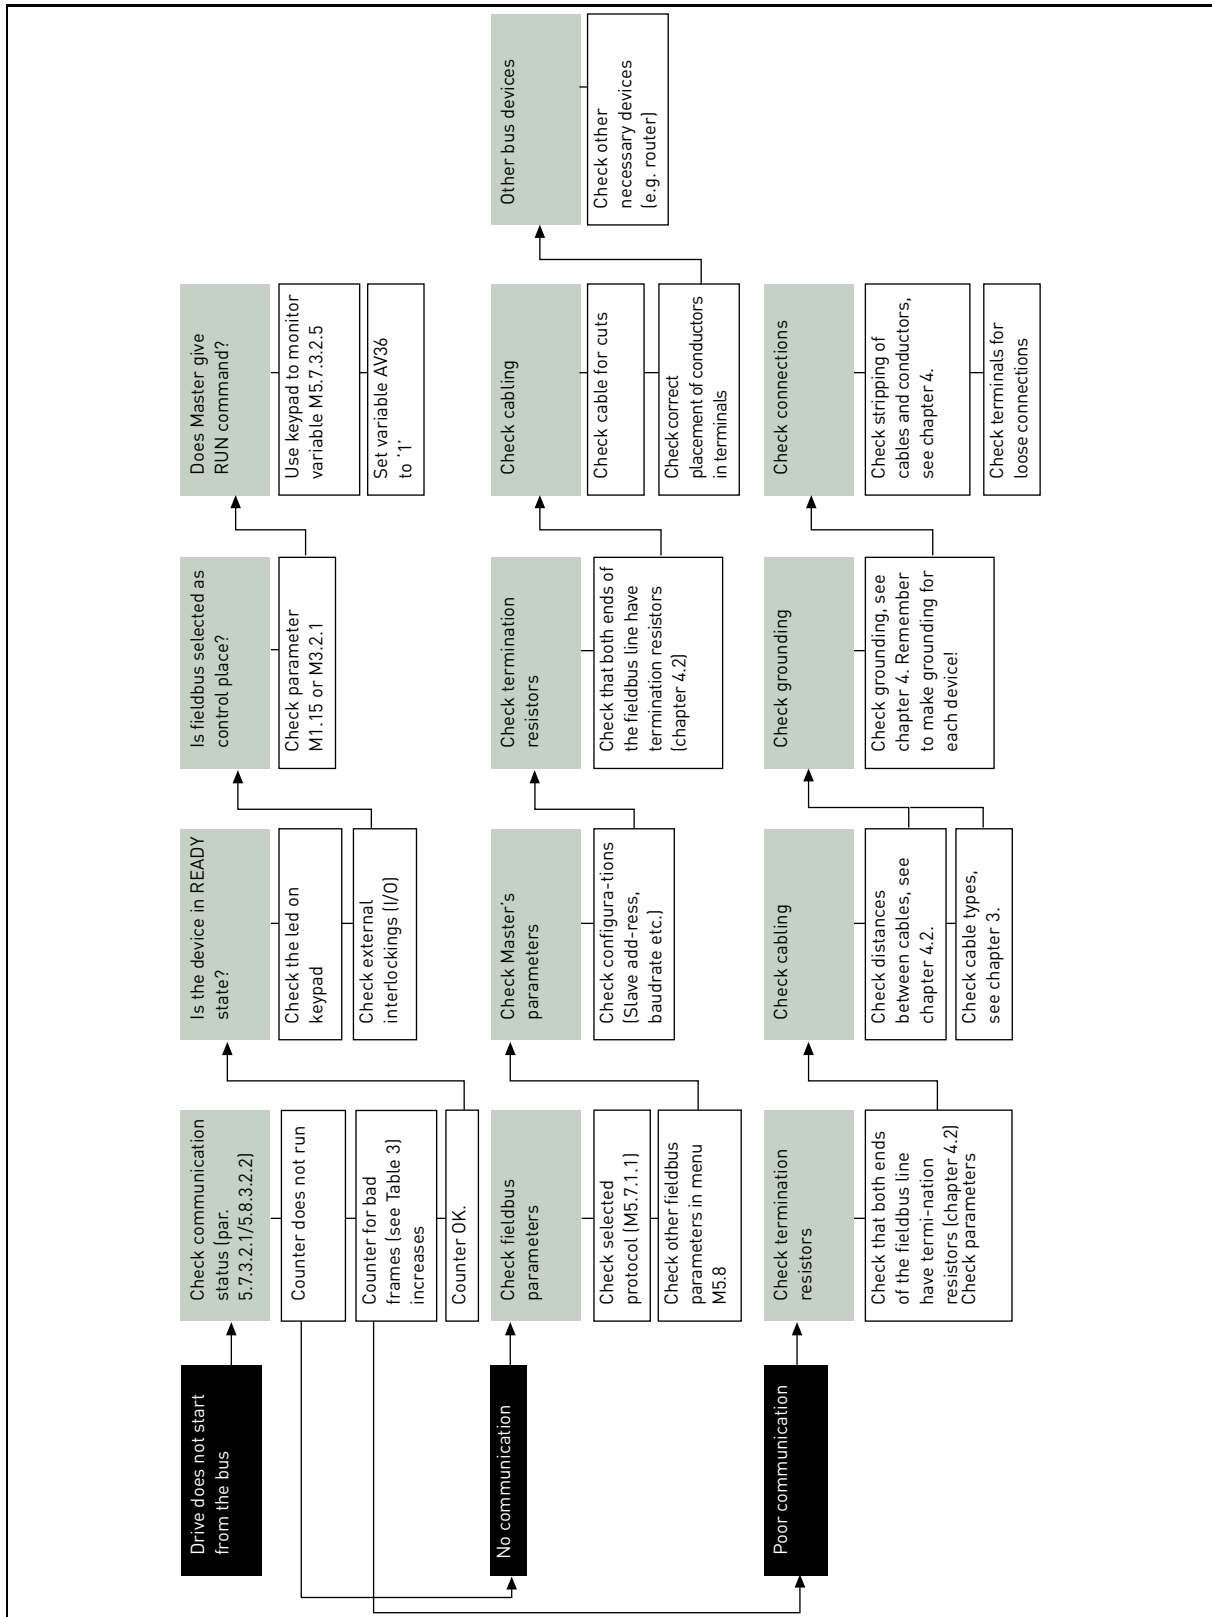 Drive does not start
from the bus
Check communication
status (par.
5.7.3.2.1/5.8.3.2.2)
Counter does not run
Counter for bad
frames (see Table 3)
increases
Counter OK.
Is the device in READY
state?
Check the led on
keypad
Check external
interlockings (I/O)
Is fieldbus selected as
control place?
Check parameter
M1.15 or M3.2.1
Does Master give
RUN command?
Use keypad to monitor
variable M5.7.3.2.5
Set variable AV36
to ‘1’
No communication
Check fieldbus
parameters
Check selected
protocol (M5.7.1.1)
Check other fieldbus
parameters in menu
M5.8
Check Master’s
parameters
Check configura-tions
(Slave add-ress,
baudrate etc.)
Check termination
resistors
Check that both ends of
the fieldbus line have
termination resistors
(chapter 4.2)
Check cabling
Check cable for cuts
Check correct
placement of conductors
in terminals
Other bus devices
Check other
necessary devices
(e.g. router)
Poor communication
Check termination
resistors
Check that both ends
of the fieldbus line
have termi-nation
resistors (chapter 4.2)
Check parameters
Check cabling
Check distances
between cables, see
chapter 4.2.
Check cable types,
see chapter 3.
Check grounding
Check grounding, see
chapter 4. Remember
to make grounding for
each device!
Check connections
Check stripping of
cables and conductors,
see chapter 4.
Check terminals for
loose connections